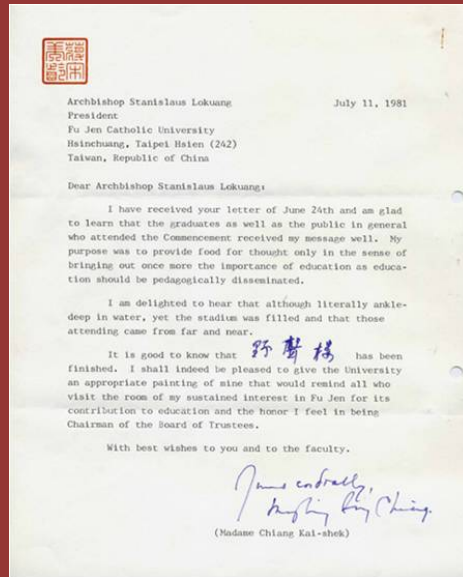 蔣宋美齡
Archbishop Stanislaus Lokuang July 11, 1981
President
Fu Jen Catholic University
Hsinchuang, Taipei Hsien (242)
Taiwan, Republic of China
Dear Archbishop Stanislaus Lokuang:
I have received your letter of June 24th and am glad
to learn that the graduates as well as the public in general
who attended the Commencement received my message well. My
purpose was to provide food for thought only in the sense of
bringing out once more the importance of education as educa-
tion should be pedagogically disseminated.
I am delighted to hear that although literally ankle-
deep in water, yet the stadium was filled and that those
attending came from far and near.
It is good to know that 野聲樓 has been
finished. I shall indeed be pleased to give the University
an appropriate painting of mine that would remind all who
visit the room of my sustained interest in Fu Jen for its
contribution to education and the honor I feel in being
Chairman of the Board of Trustees.
With best wishes to you and to the faculty.
Yours cordially,
Mayling Soong Chiang.
(Madame Chiang Kai-shek)